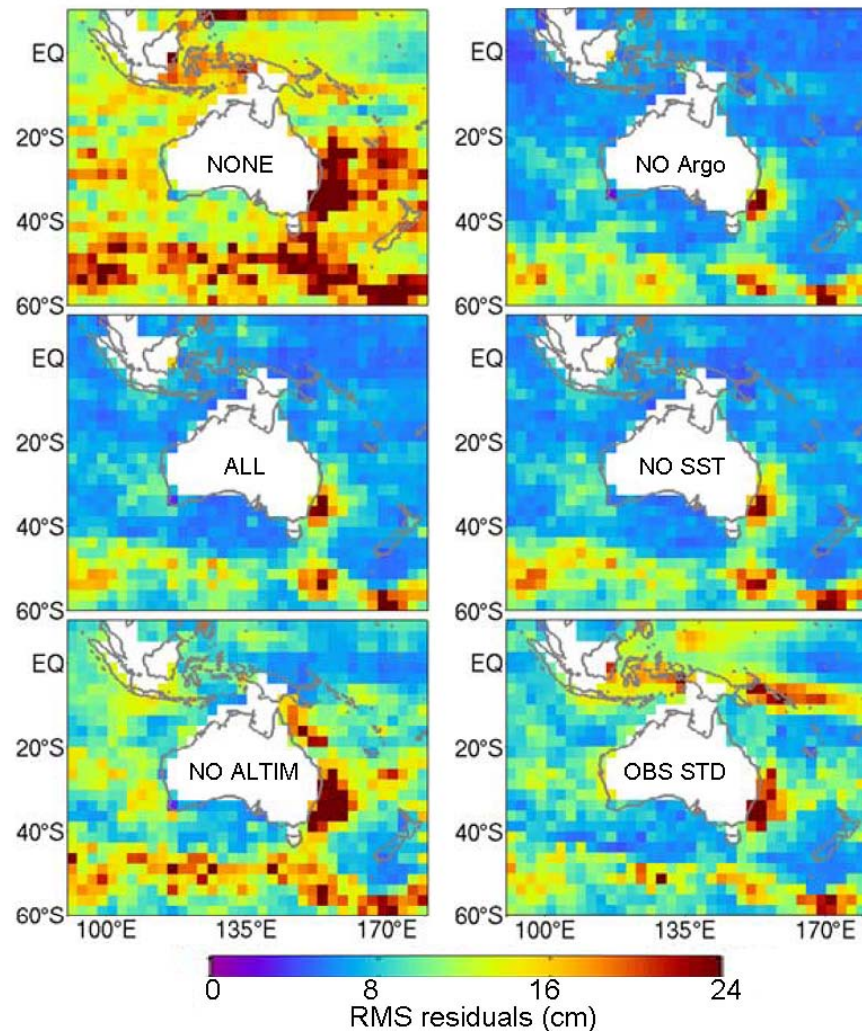 EQ
20°S
40°S
60°S
NONE
EQ
20°S
40°S
60°S
NO Argo
EQ
20°S
40°S
60°S
ALL
EQ
20°S
40°S
60°S
NO SST
EQ
20°S
40°S
60°S
NO ALTIM
100°E 135°E 170°E
EQ
20°S
40°S
60°S
OBS STD
100°E 135°E 170°E
0 8 16 24
RMS residuals (cm)